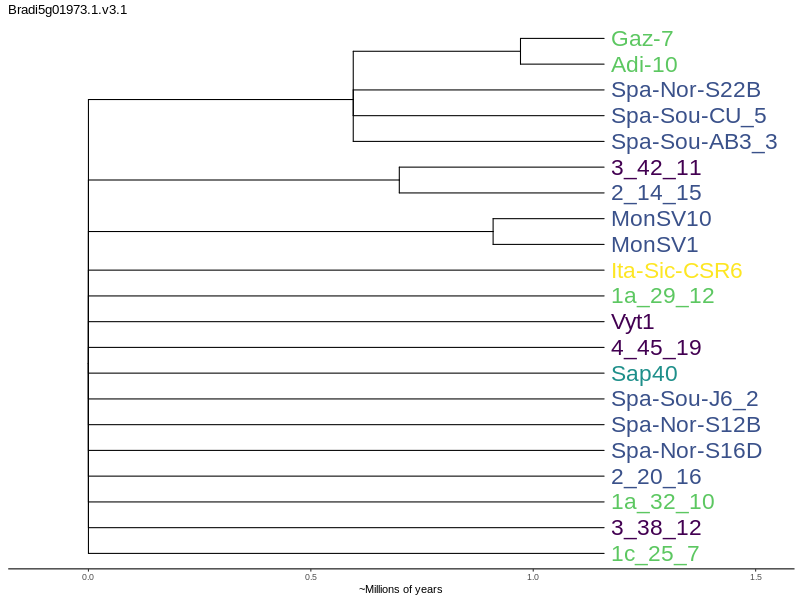 Bradi5g01973.1.v3.1
Gaz-7
Adi-10
Spa-Nor-S22B
Spa-Sou-CU_5
Spa-Sou-AB3_3
3_42_11
2_14_15
MonSV10
MonSV1
Ita-Sic-CSR6
1a_29_12
Vyt1
4_45_19
Sap40
Spa-Sou-J6_2
Spa-Nor-S12B
Spa-Nor-S16D
2_20_16
1a_32_10
3_38_12
1c_25_7
0.0 0.5 1.0 1.5
~Millions of years